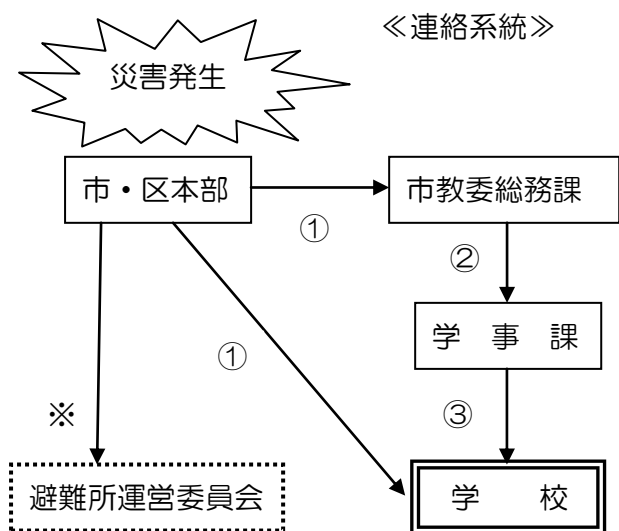 ≪連絡系統≫
災害発生
市・区本部
市教委総務課
①
②
学 事 課
①
③
※
避難所運営委員会
学 校